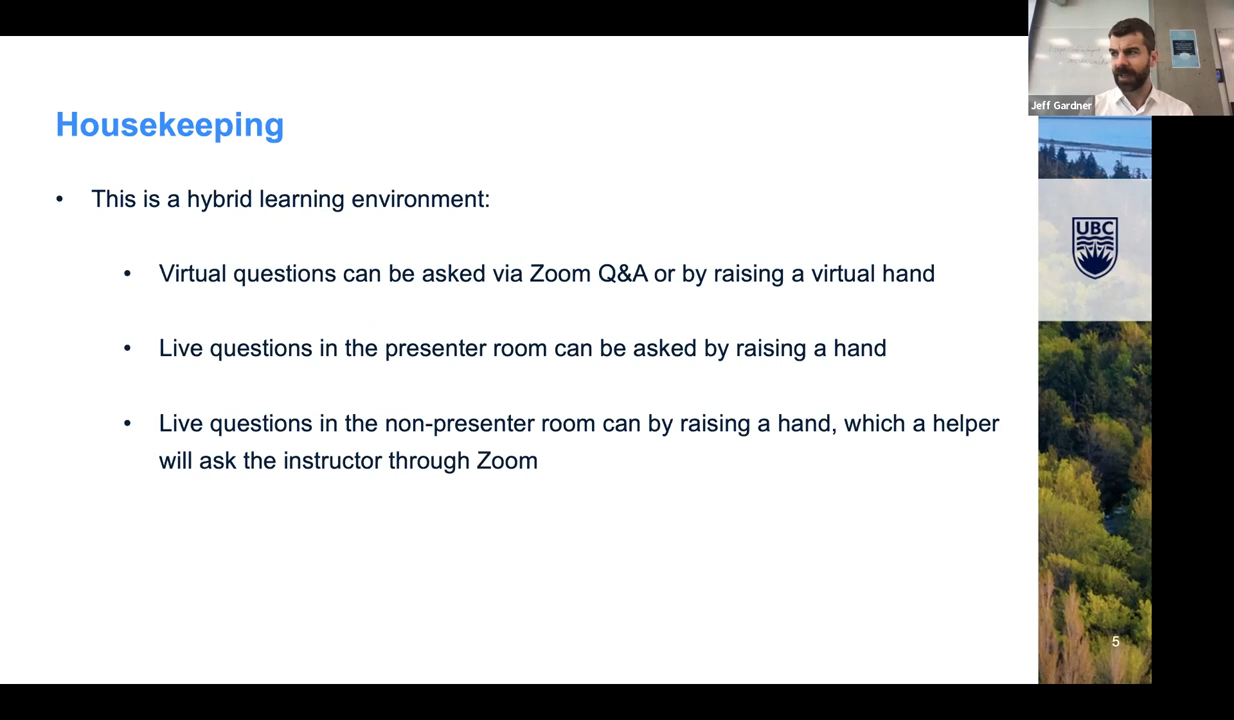 Jeff Gardner
Housekeeping
• This is a hybrid learning environment:
• Virtual questions can be asked via Zoom Q&A or by raising a virtual hand
• Live questions in the presenter room can be asked by raising a hand
• Live questions in the non-presenter room can by raising a hand, which a helper
will ask the instructor through Zoom
UBC
5